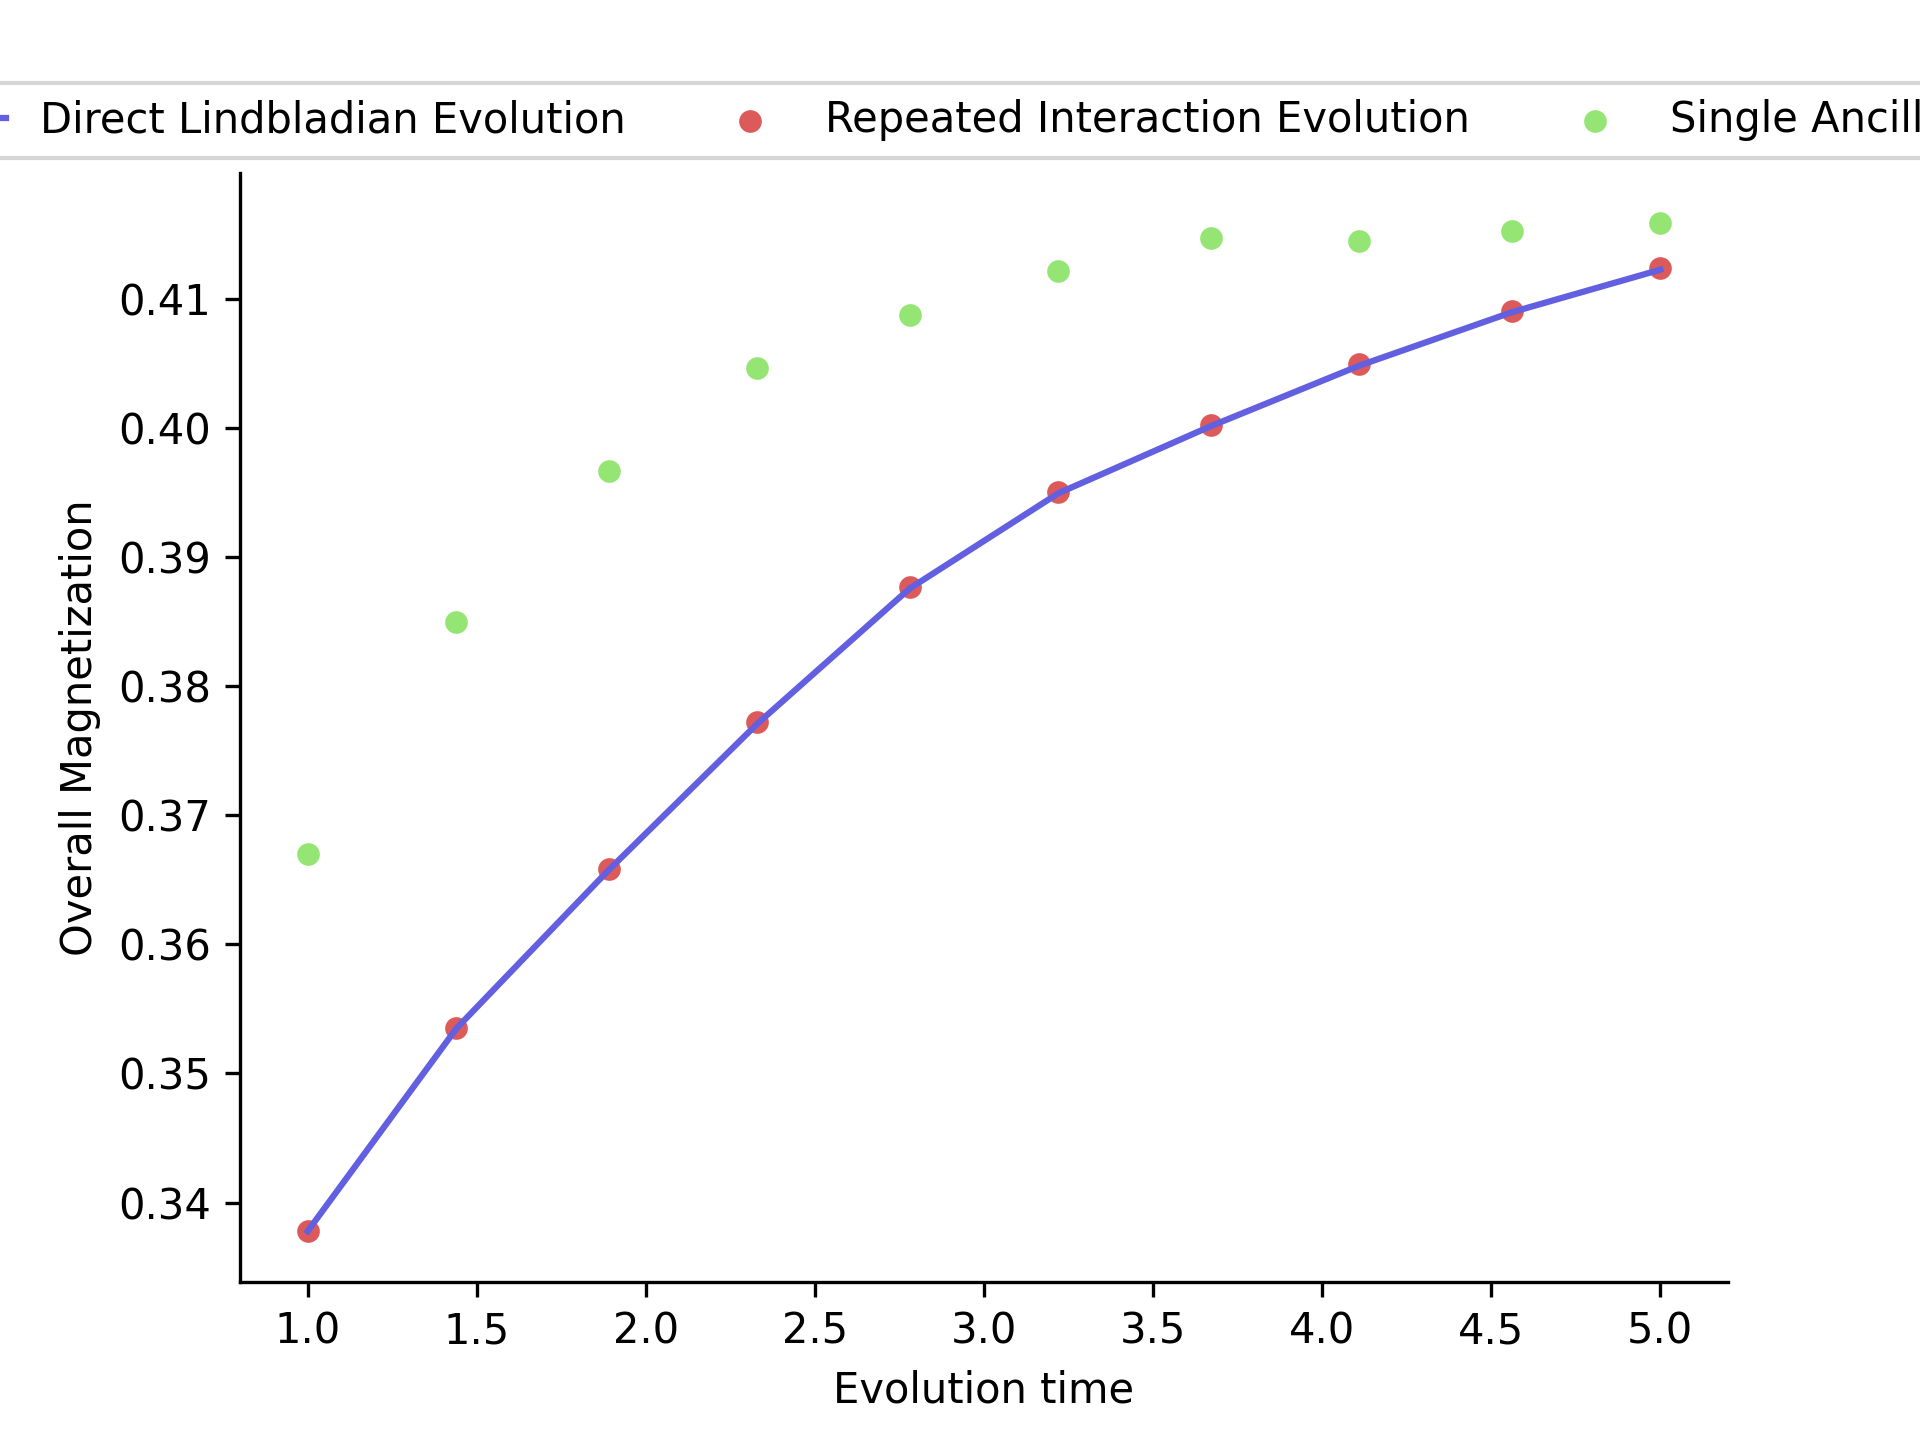 Direct Lindbladian Evolution
Repeated Interaction Evolution
Single
Overall Magnetization
0.41
0.40
0.39
0.38
0.37
0.36
0.35
0.34
1.0 1.5 2.0 2.5 3.0 3.5 4.0 4.5 5.0
Evolution time